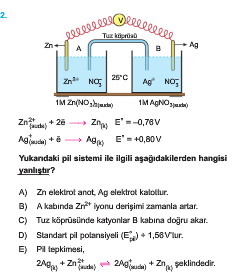 2.
V
Tuz köprüsü
Zn
A
B
Ag
Zn²⁺ NO₃⁻
25°C
Ag⁺ NO₃⁻
1M Zn(NO₃)₂(suda)
1M AgNO₃(suda)
Zn²⁺(suda) + 2ē → Zn(k) E° = –0,76 V
Ag⁺(suda) + ē → Ag(k) E° = +0,80 V
Yukarıdaki pil sistemi ile ilgili aşağıdakilerden hangisi
yanlıştır?
A) Zn elektrot anot, Ag elektrot katottur.
B) A kabında Zn²⁺ iyonu derişimi zamanla artar.
C) Tuz köprüsünde katyonlar B kabına doğru akar.
D) Standart pil potansiyeli (E°pil) + 1,56 V'tur.
E) Pil tepkimesi,
2Ag(k) + Zn²⁺(suda) ⇌ 2Ag⁺(suda) + Zn(k) şeklindedir.